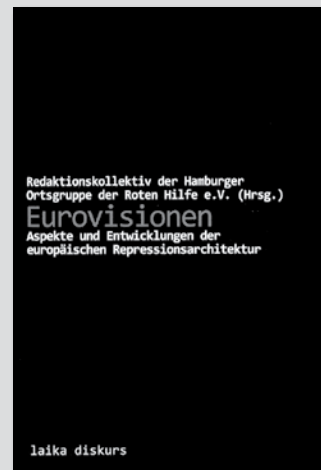 Redaktionskollektiv der Hamburger
Ortsgruppe der Roten Hilfe e.V. (Hrsg.)
Eurovisionen
Aspekte und Entwicklungen der
europäischen Repressionsarchitektur
laika diskurs